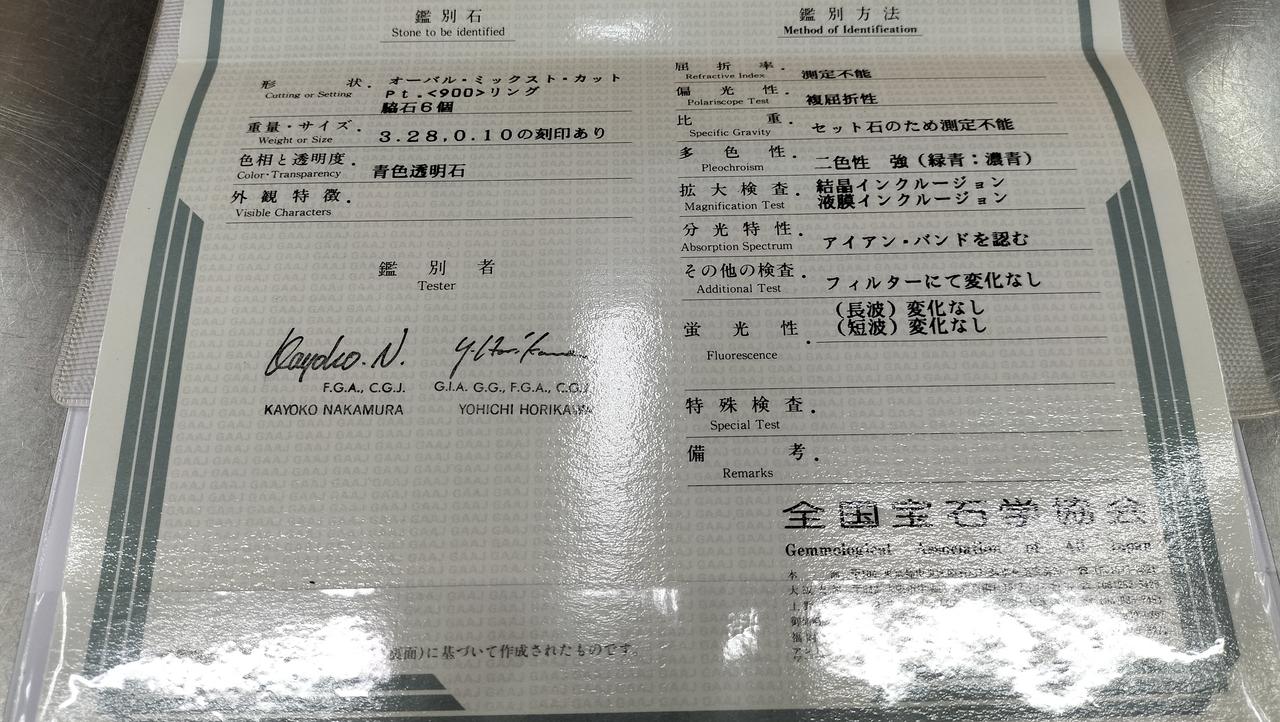 鑑別石
Stone to be identified
形状. オーバル・ミックスト・カット
Cutting or Setting Pt.<900>リング
脇石6個
重量・サイズ. 3.28,0.10の刻印あり
Weight or Size
色相と透明度. 青色透明石
Color・Transparency
外観特徴.
Visible Characters
鑑別者
Tester
Kayoko.N. Y.Horikawa
F.G.A., C.G.J. G.I.A. G.G., F.G.A., C.G.J.
KAYOKO NAKAMURA YOHICHI HORIKAWA
裏面)に基づいて作成されたものです。
鑑別方法
Method of Identification
屈折率. 測定不能
Refractive Index
偏光性. 複屈折性
Polariscope Test
比重. セット石のため測定不能
Specific Gravity
多色性. 二色性 強(緑青:濃青)
Pleochroism
拡大検査. 結晶インクルージョン
Magnification Test 液膜インクルージョン
分光特性. アイアン・バンドを認む
Absorption Spectrum
その他の検査. フィルターにて変化なし
Additional Test
(長波)変化なし
蛍光性. (短波)変化なし
Fluorescence
特殊検査.
Special Test
備考.
Remarks
全国宝石学協会
Gemmological Association of All Japan